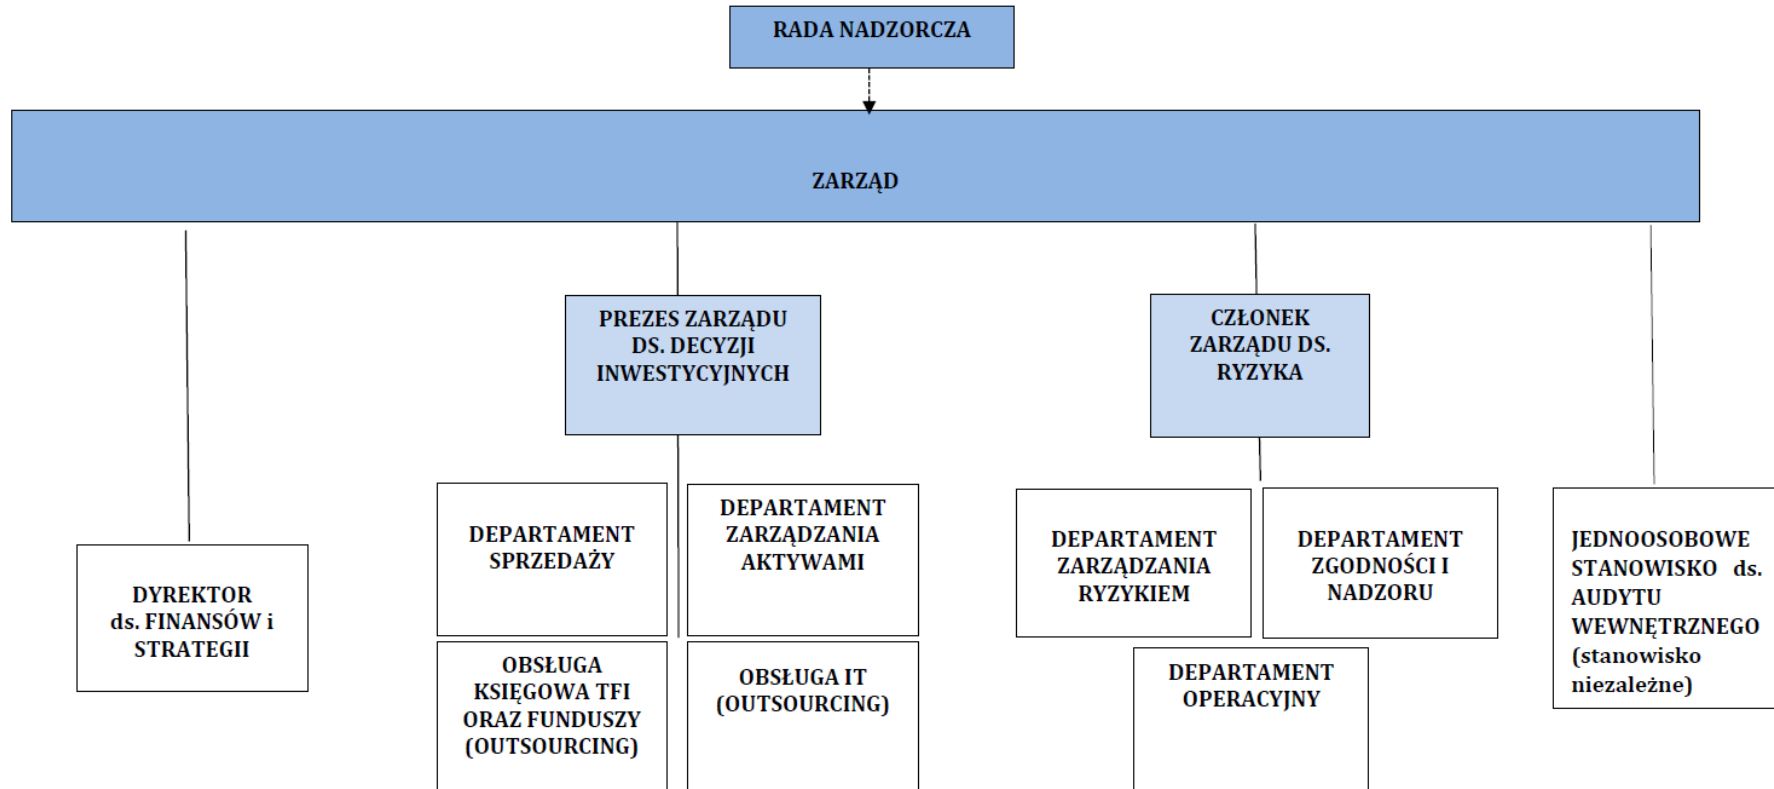 RADA NADZORCZA
ZARZĄD
PREZES ZARZĄDU
DS. DECYZJI
INWESTYCYJNYCH
CZŁONEK
ZARZĄDU DS.
RYZYKA
DYREKTOR
ds. FINANSÓW i
STRATEGII
DEPARTAMENT
SPRZEDAŻY
DEPARTAMENT
ZARZĄDZANIA
AKTYWAMI
OBSŁUGA
KSIĘGOWA TFI
ORAZ FUNDUSZY
(OUTSOURCING)
OBSŁUGA IT
(OUTSOURCING)
DEPARTAMENT
ZARZĄDZANIA
RYZYKIEM
DEPARTAMENT
ZGODNOŚCI I
NADZORU
DEPARTAMENT
OPERACYJNY
JEDNOOSOBOWE
STANOWISKO ds.
AUDYTU
WEWNĘTRZNEGO
(stanowisko
niezależne)